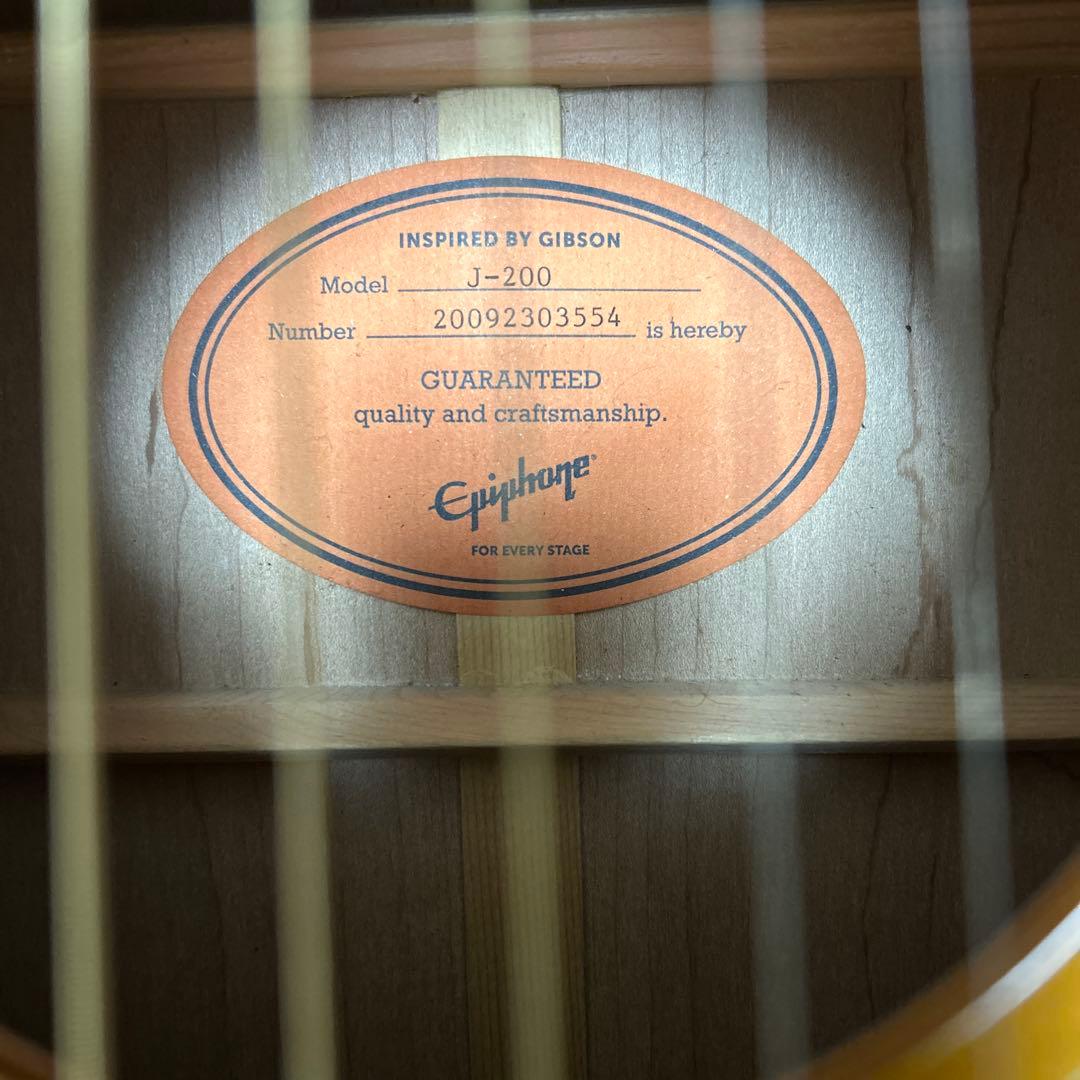 INSPIRED BY GIBSON
Model J-200
Number 20092303554 is hereby
GUARANTEED
quality and craftsmanship.
Epiphone
FOR EVERY STAGE